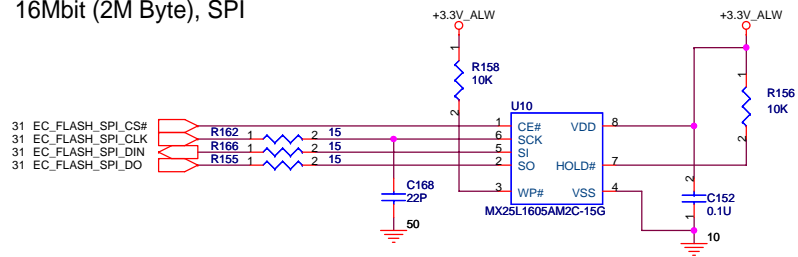 16Mbit (2M Byte), SPI
+3.3V_ALW
+3.3V_ALW
1
R158
10K
2
1
R156
10K
2
U10
31 EC_FLASH_SPI_CS#
31 EC_FLASH_SPI_CLK
31 EC_FLASH_SPI_DIN
31 EC_FLASH_SPI_DO
R162 1 2 15
R166 1 2 15
R155 1 2 15
1 CE# VDD 8
6 SCK
5 SI
2 SO HOLD# 7
3 WP# VSS 4
MX25L1605AM2C-15G
C168
22P
50
2
C152
0.1U
1
10